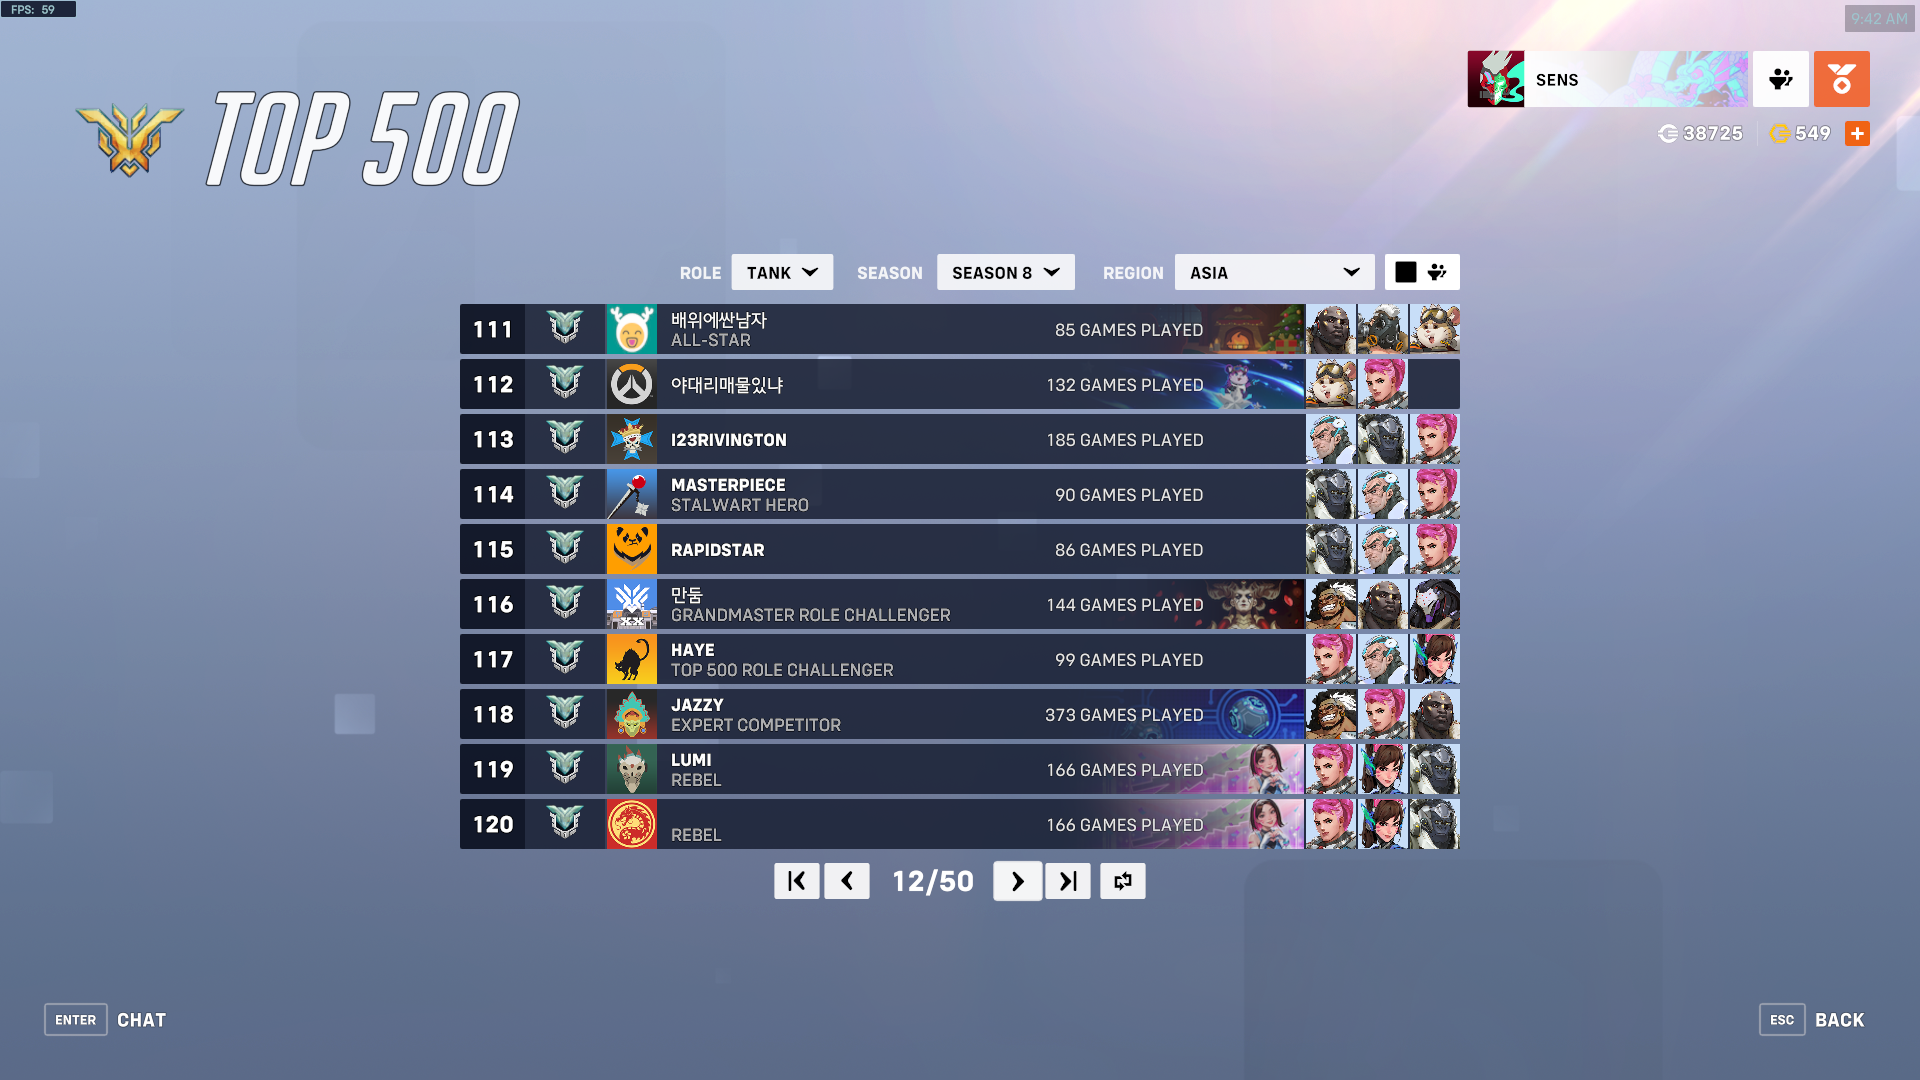 FPS: 59
9:42 AM
TOP 500
SENS
38725
549
ROLE TANK SEASON SEASON 8 REGION ASIA
111 배위에싼남자 85 GAMES PLAYED
ALL-STAR
112 야대리매물있냐 132 GAMES PLAYED
113 I23RIVINGTON 185 GAMES PLAYED
114 MASTERPIECE 90 GAMES PLAYED
STALWART HERO
115 RAPIDSTAR 86 GAMES PLAYED
116 만둠 144 GAMES PLAYED
GRANDMASTER ROLE CHALLENGER
117 HAYE 99 GAMES PLAYED
TOP 500 ROLE CHALLENGER
118 JAZZY 373 GAMES PLAYED
EXPERT COMPETITOR
119 LUMI 166 GAMES PLAYED
REBEL
120 166 GAMES PLAYED
REBEL
12/50
ENTER CHAT
ESC BACK